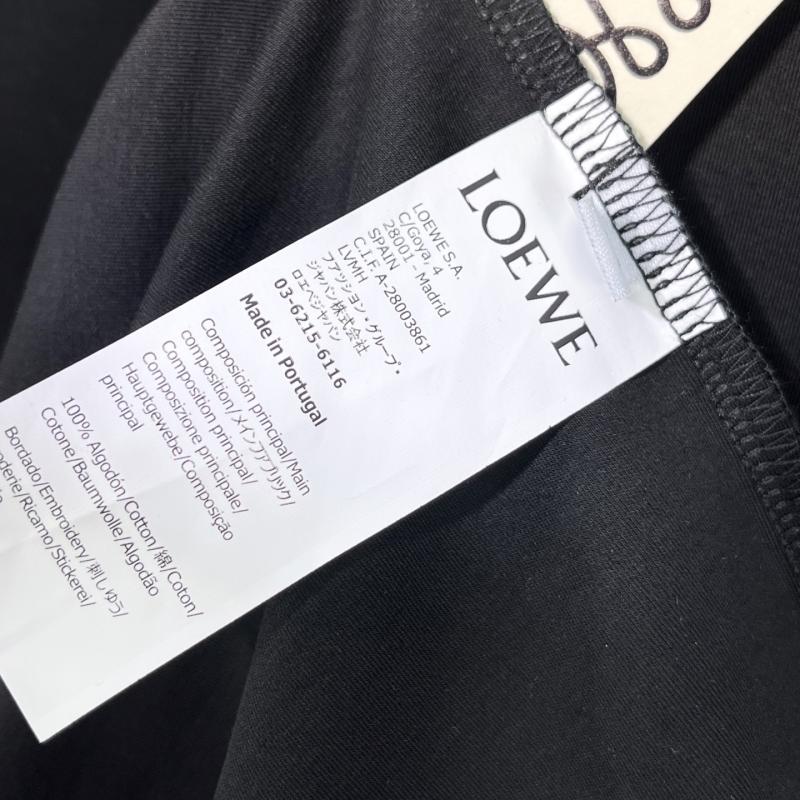 LOEWE
LOEWE S.A.
C/Goya, 4
28001 - Madrid
SPAIN
C.I.F. A-28003861
LVMH
ファッション・グループ・
ジャパン株式会社
ロエベジャパン
03-6215-6116
Made in Portugal
Composición principal/Main
composition/メインファブリック/
Composition principal/
Composizione principale/
Hauptgewebe/Composição
principal
100% Algodón/Cotton/綿/Coton/
Cotone/Baumwolle/Algodão
Bordado/Embroidery/刺しゅう/
/Ricamo/Stickerei/